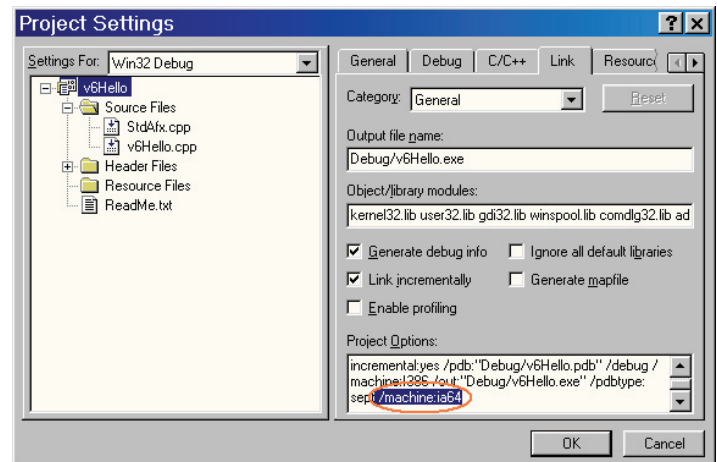 Project Settings
Settings For: Win32 Debug
v6Hello
Source Files
StdAfx.cpp
v6Hello.cpp
Header Files
Resource Files
ReadMe.txt
General Debug C/C++ Link Resourc
Category: General
Reset
Output file name:
Debug/v6Hello.exe
Object/library modules:
kernel32.lib user32.lib gdi32.lib winspool.lib comdlg32.lib ad
Generate debug info
Ignore all default libraries
Link incrementally
Generate mapfile
Enable profiling
Project Options:
incremental:yes /pdb:"Debug/v6Hello.pdb" /debug /
machine:I386 /out:"Debug/v6Hello.exe" /pdbtype:
sept /machine:ia64
OK Cancel